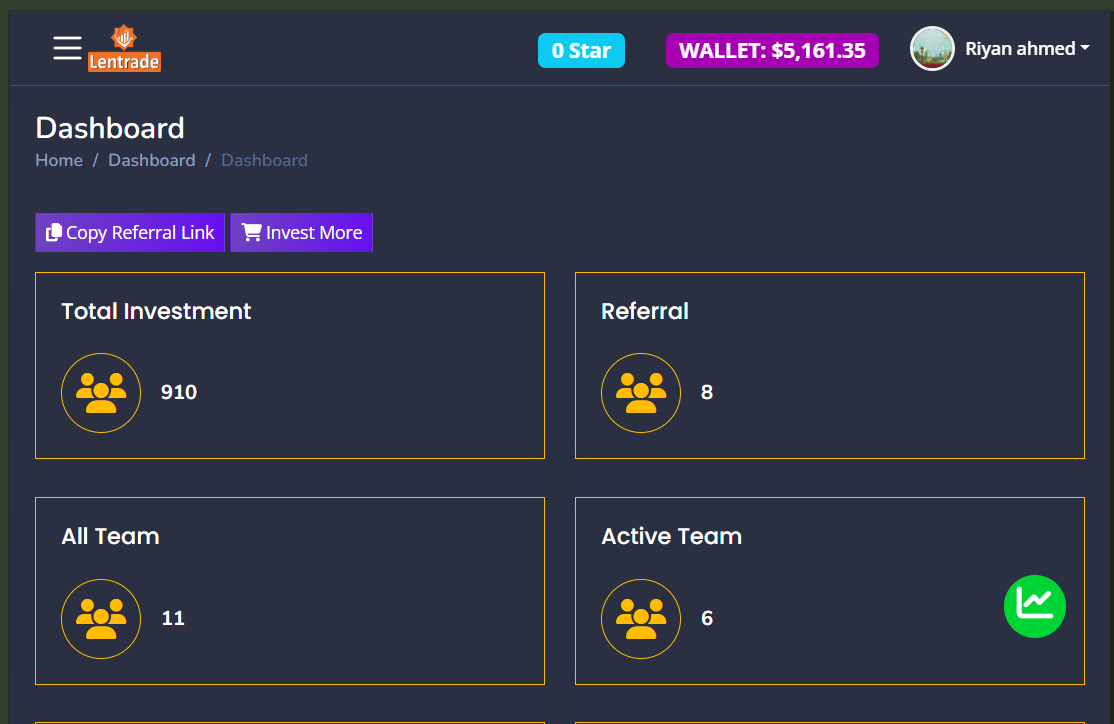 Lentrade
0 Star
WALLET: $5,161.35
Riyan ahmed
Dashboard
Home / Dashboard / Dashboard
Copy Referral Link
Invest More
Total Investment
910
Referral
8
All Team
11
Active Team
6